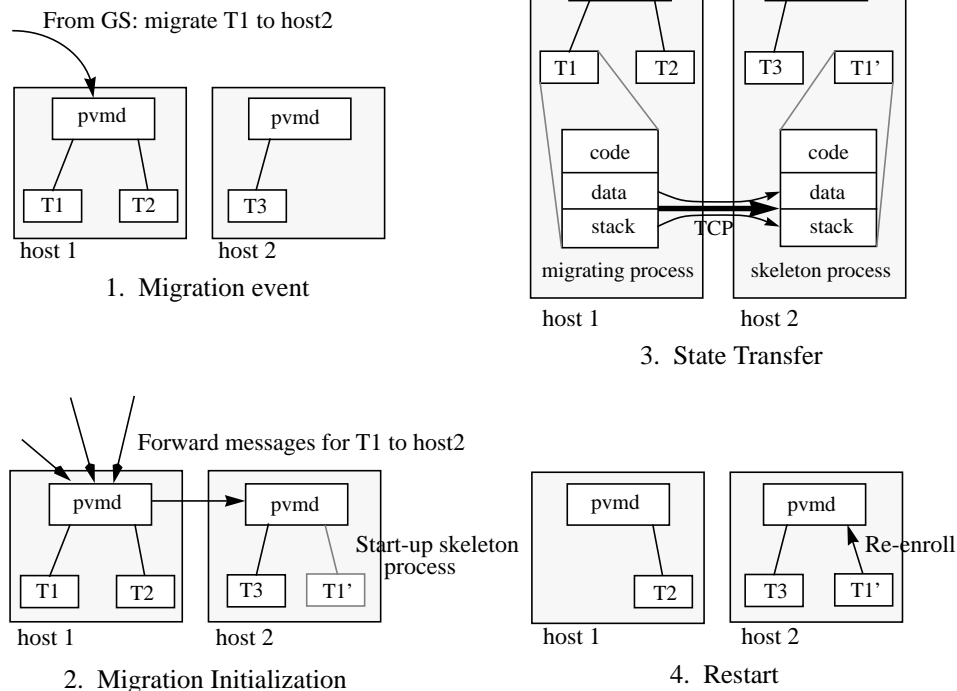 From GS: migrate T1 to host2
pvmd
pvmd
T1
T2
T3
host 1
host 2
1. Migration event
T1
T2
T3
T1’
code
data
stack
code
data
stack
TCP
migrating process
skeleton process
host 1
host 2
3. State Transfer
Forward messages for T1 to host2
pvmd
pvmd
Start-up skeleton
process
T1
T2
T3
T1’
host 1
host 2
2. Migration Initialization
pvmd
pvmd
Re-enroll
T2
T3
T1’
host 1
host 2
4. Restart